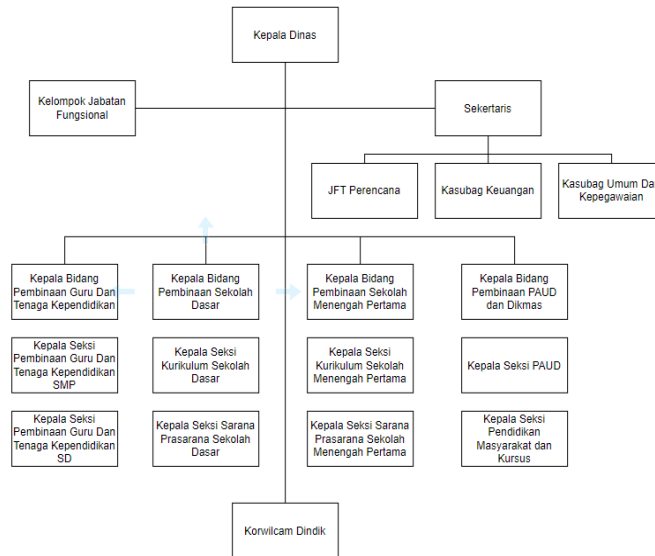 Kepala Dinas
Kelompok Jabatan
Fungsional
Sekertaris
JFT Perencana
Kasubag Keuangan
Kasubag Umum Dan
Kepegawaian
Kepala Bidang
Pembinaan Guru Dan
Tenaga Kependidikan
Kepala Bidang
Pembinaan Sekolah
Dasar
Kepala Bidang
Pembinaan Sekolah
Menengah Pertama
Kepala Bidang
Pembinaan PAUD
dan Dikmas
Kepala Seksi
Pembinaan Guru Dan
Tenaga Kependidikan
SMP
Kepala Seksi
Kurikulum Sekolah
Dasar
Kepala Seksi
Kurikulum Sekolah
Menengah Pertama
Kepala Seksi PAUD
Kepala Seksi
Pembinaan Guru Dan
Tenaga Kependidikan
SD
Kepala Seksi Sarana
Prasarana Sekolah
Dasar
Kepala Seksi Sarana
Prasarana Sekolah
Menengah Pertama
Kepala Seksi
Pendidikan
Masyarakat dan
Kursus
Korwilcam Dindik